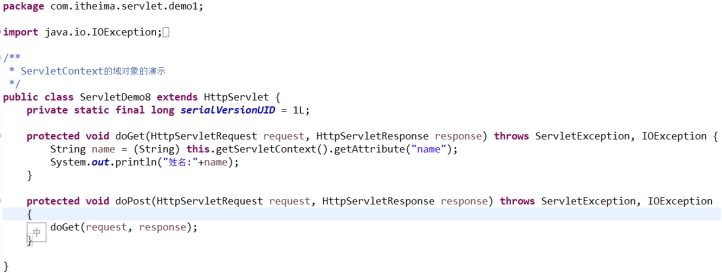 package com.itheima.servlet.demo1;
import java.io.IOException;
/**
* ServletContext的域对象的演示
*/
public class ServletDemo8 extends HttpServlet {
private static final long serialVersionUID = 1L;
protected void doGet(HttpServletRequest request, HttpServletResponse response) throws ServletException, IOException {
String name = (String) this.getServletContext().getAttribute("name");
System.out.println("姓名:"+name);
}
protected void doPost(HttpServletRequest request, HttpServletResponse response) throws ServletException, IOException
{
doGet(request, response);
中
}
}